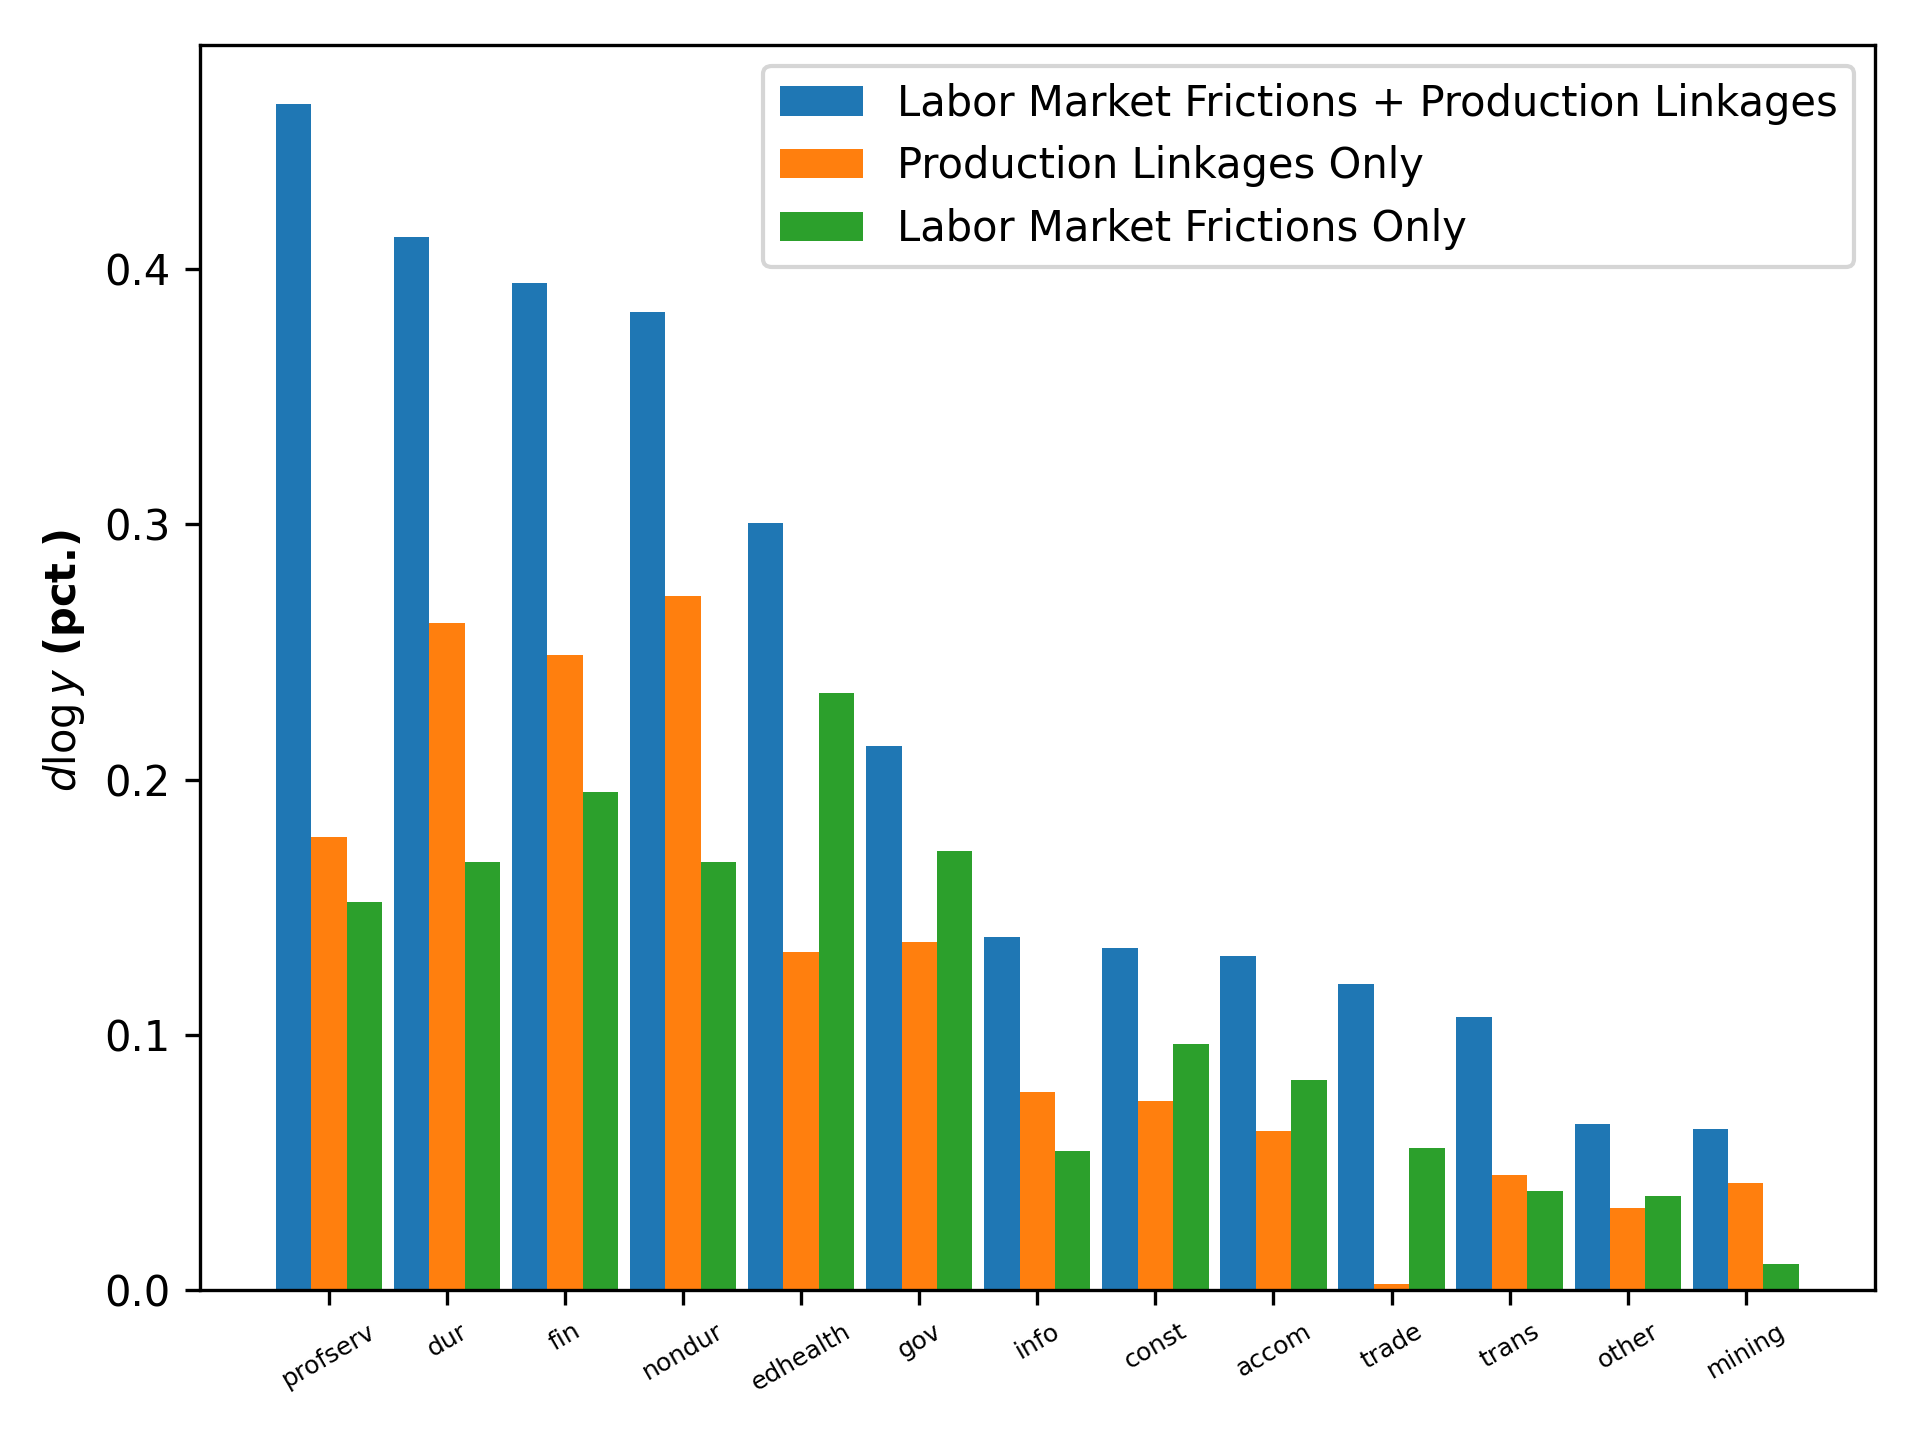 Labor Market Frictions + Production Linkages
Production Linkages Only
Labor Market Frictions Only
d log y (pct.)
0.4
0.3
0.2
0.1
0.0
profserv
dur
fin
nondur
edhealth
gov
info
const
accom
trade
trans
other
mining